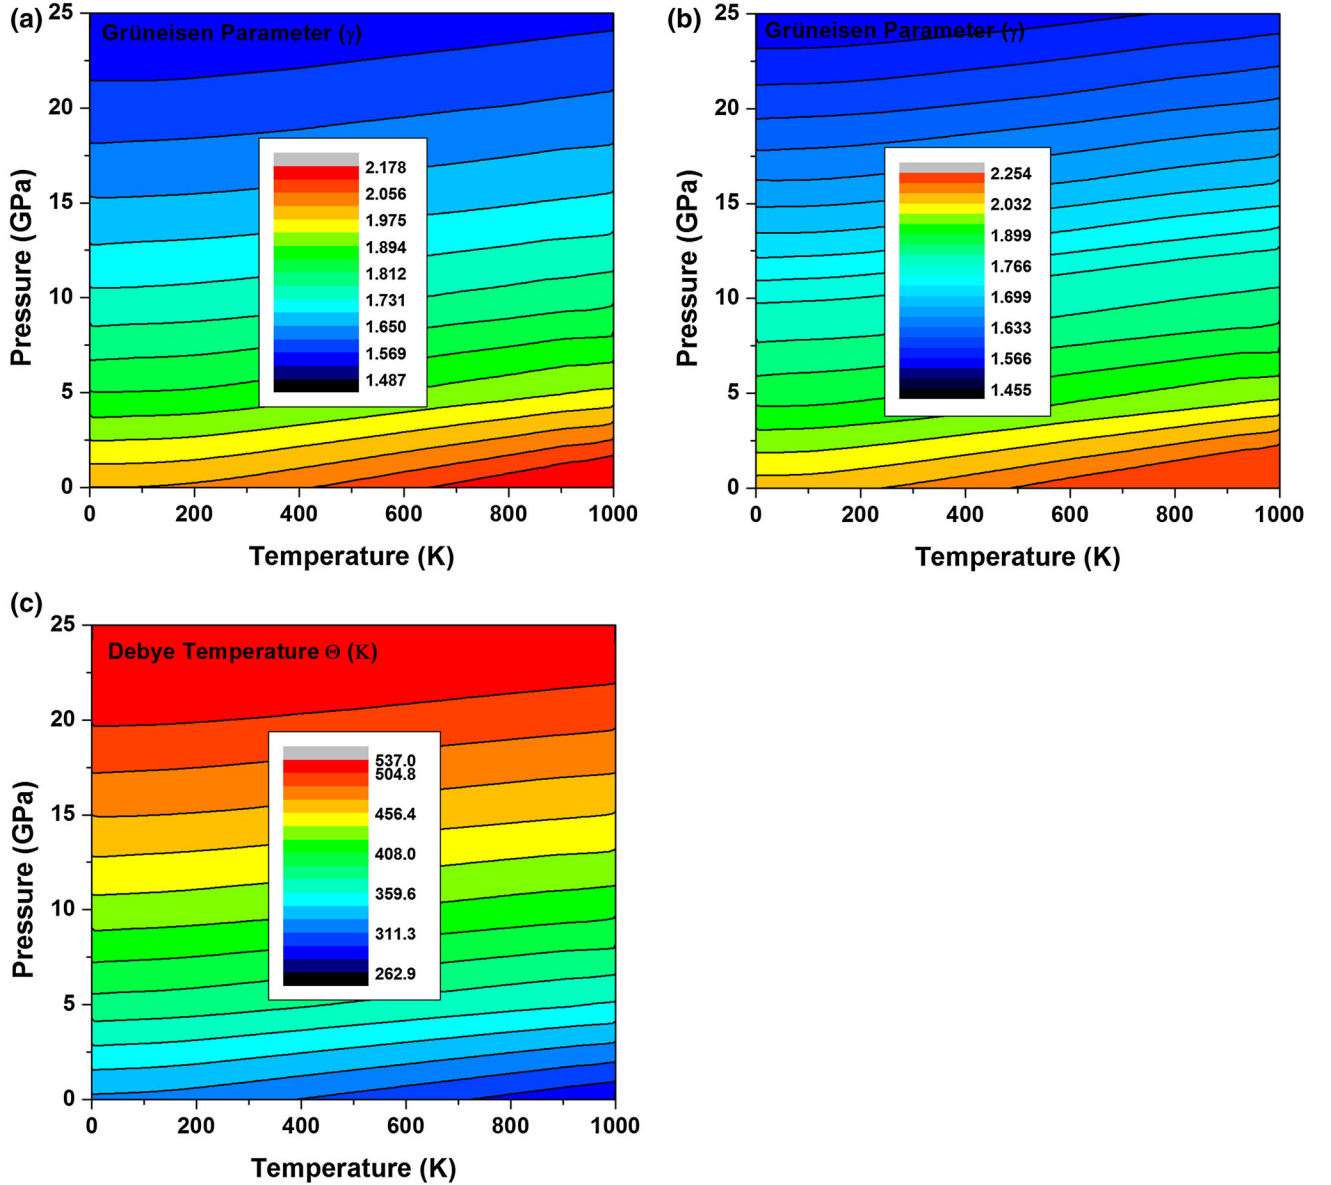 (a)
Grüneisen Parameter (γ)
25
20
15
10
5
0
Pressure (GPa)
2.178
2.056
1.975
1.894
1.812
1.731
1.650
1.569
1.487
0 200 400 600 800 1000
Temperature (K)
(b)
Grüneisen Parameter (γ)
25
20
15
10
5
0
Pressure (GPa)
2.254
2.032
1.899
1.766
1.699
1.633
1.566
1.455
0 200 400 600 800 1000
Temperature (K)
(c)
Debye Temperature Θ (K)
25
20
15
10
5
0
Pressure (GPa)
537.0
504.8
456.4
408.0
359.6
311.3
262.9
0 200 400 600 800 1000
Temperature (K)